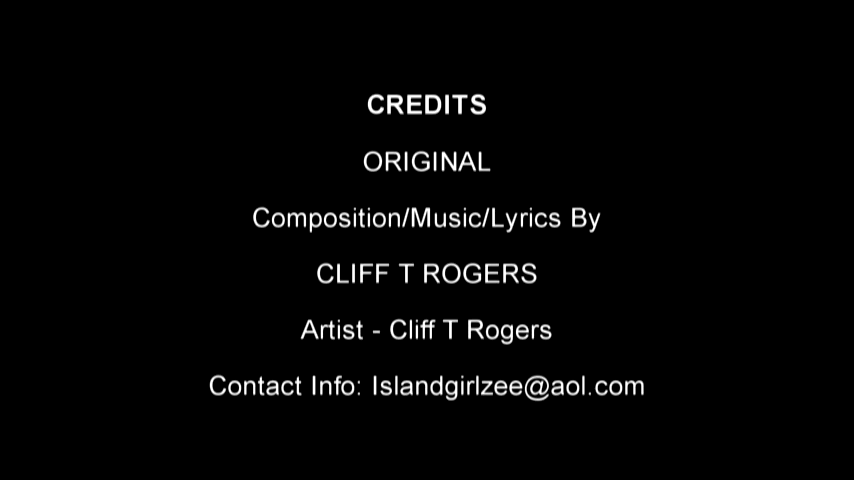 CREDITS
ORIGINAL
Composition/Music/Lyrics By
CLIFF T ROGERS
Artist - Cliff T Rogers
Contact Info: Islandgirlzee@aol.com